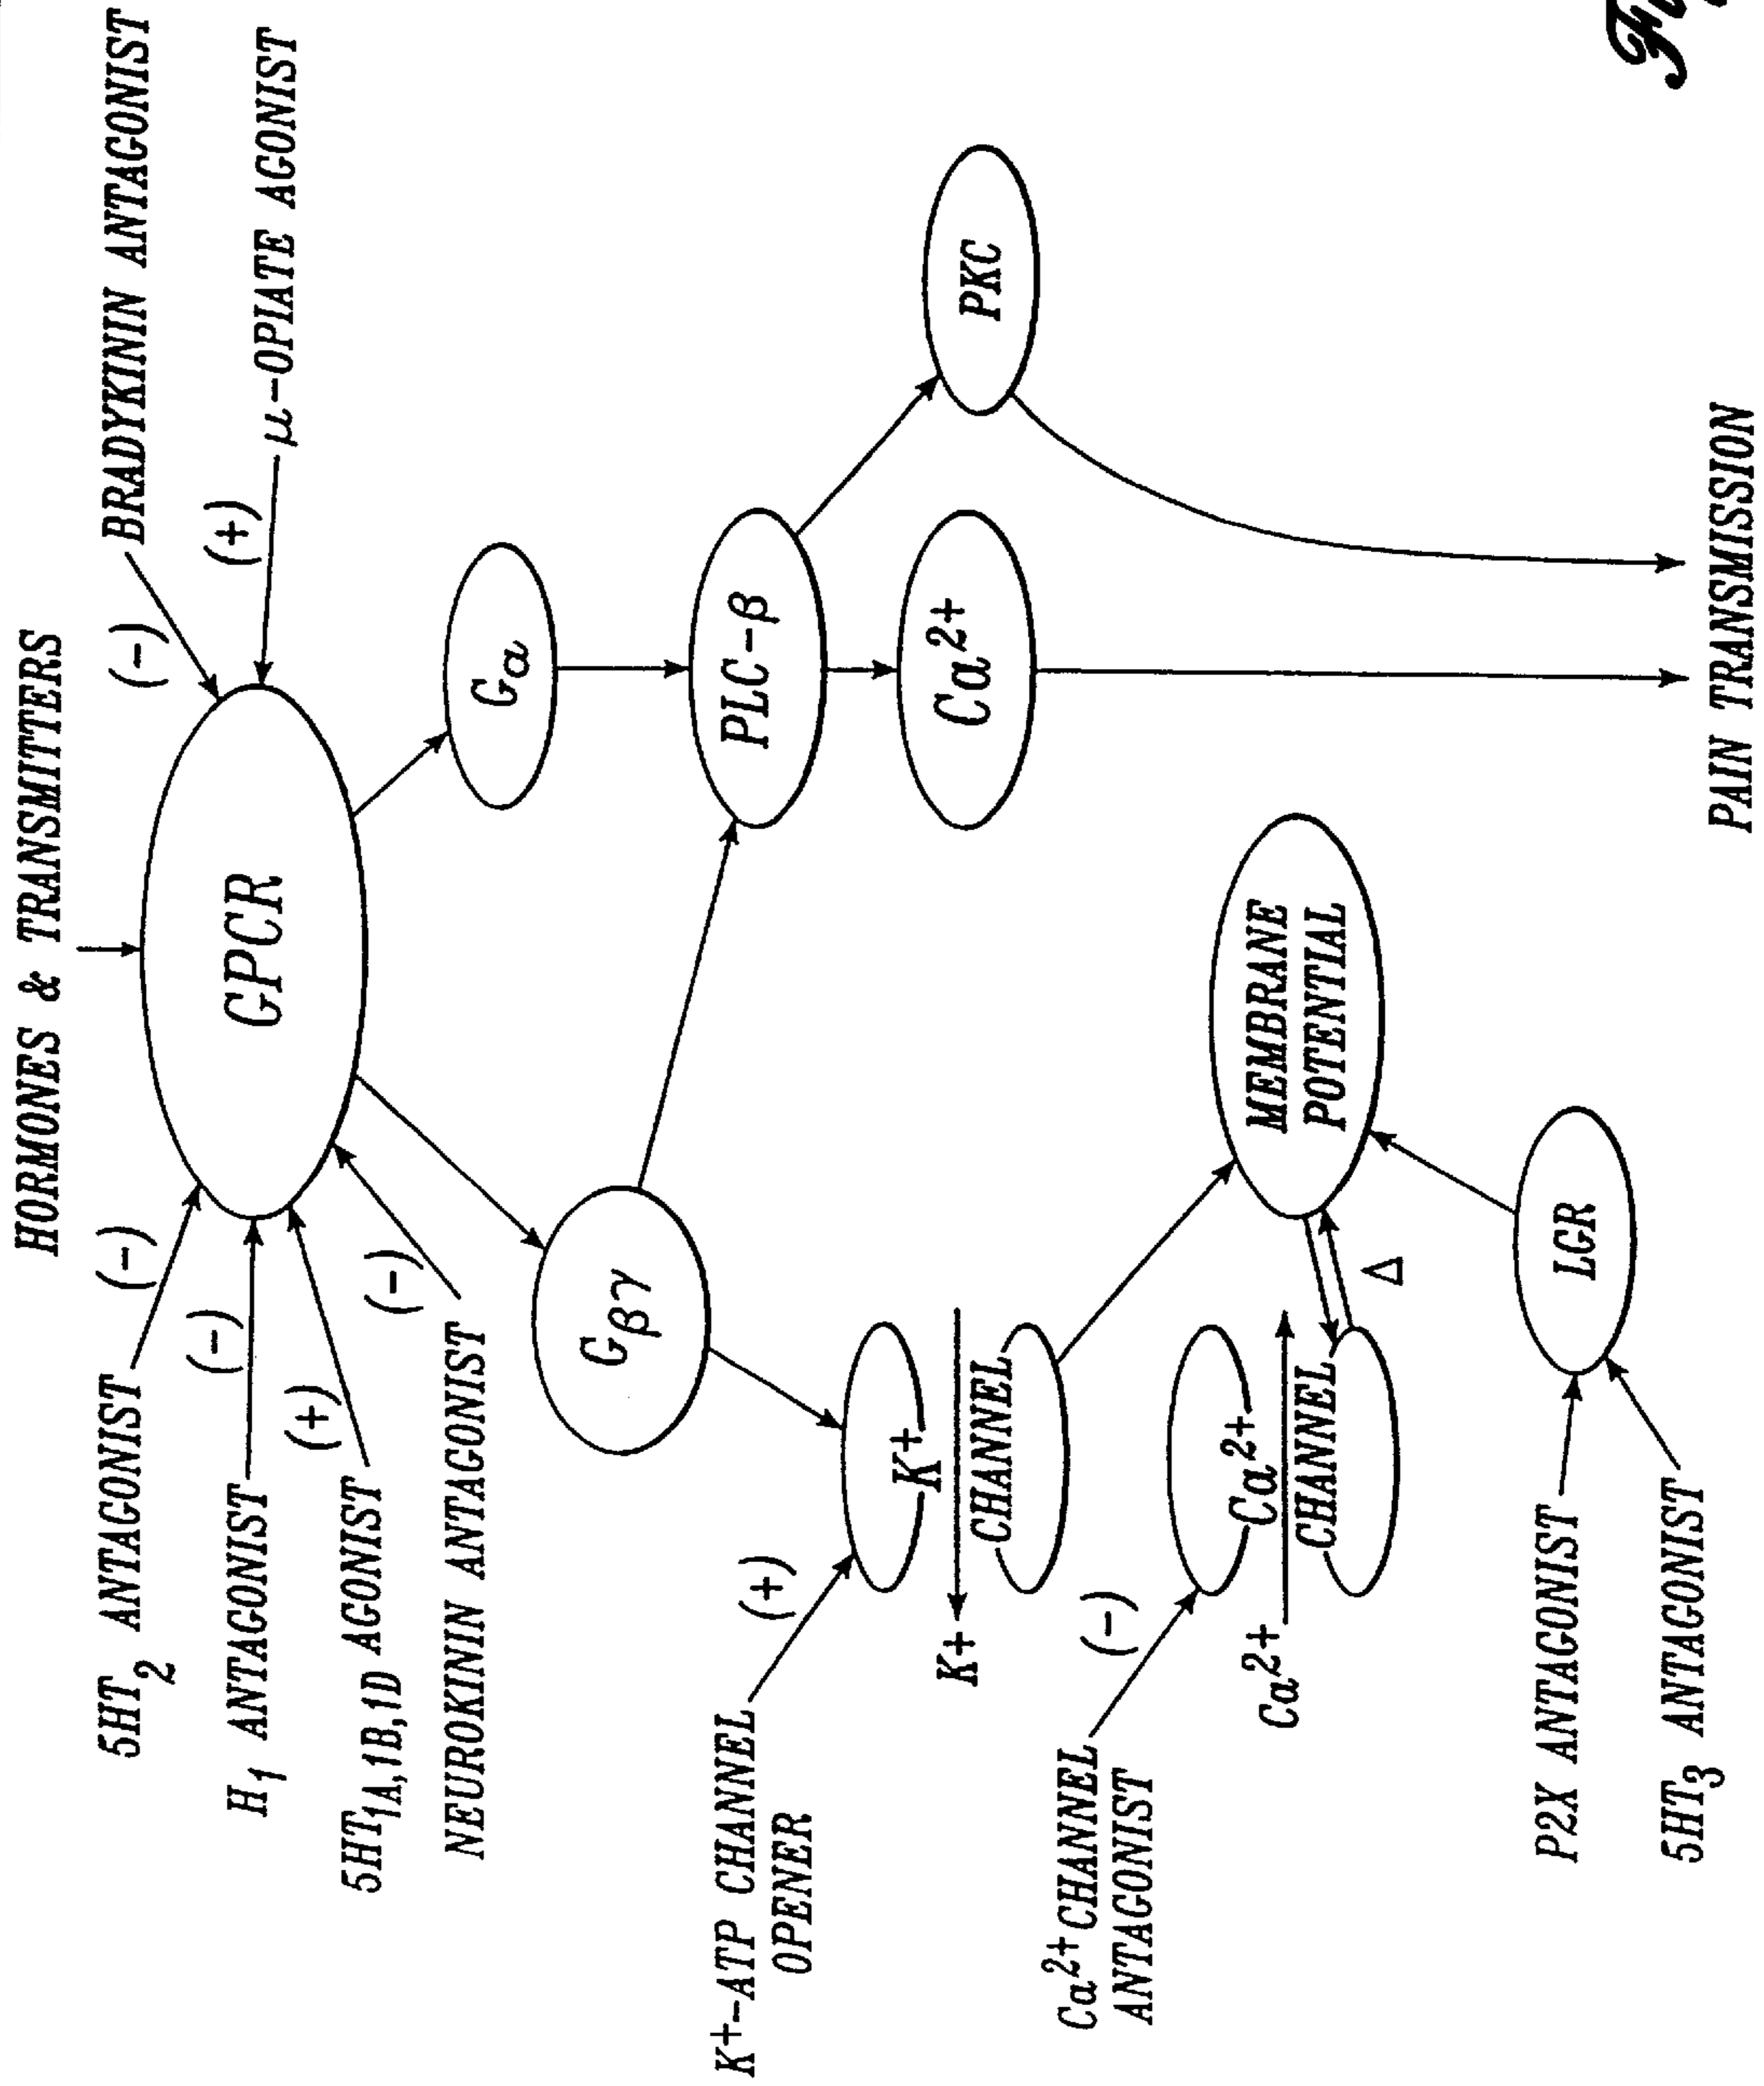 HORMONES & TRANSMITTERS
5HT2 ANTAGONIST
(-)
(-)
BRADYKININ ANTAGONIST
H1 ANTAGONIST
(-)
GPCR
(+)
μ-OPIATE AGONIST
5HT1A,1B,1D AGONIST
(+)
NEUROKININ ANTAGONIST
(-)
Gα
Gβγ
K+-ATP CHANNEL
OPENER
(+)
PLC-β
K+
K+
CHANNEL
Ca2+
PKC
Ca2+ CHANNEL
ANTAGONIST
(-)
Ca2+
Ca2+
CHANNEL
Δ
MEMBRANE
POTENTIAL
P2X ANTAGONIST
LGR
5HT3 ANTAGONIST
PAIN TRANSMISSION